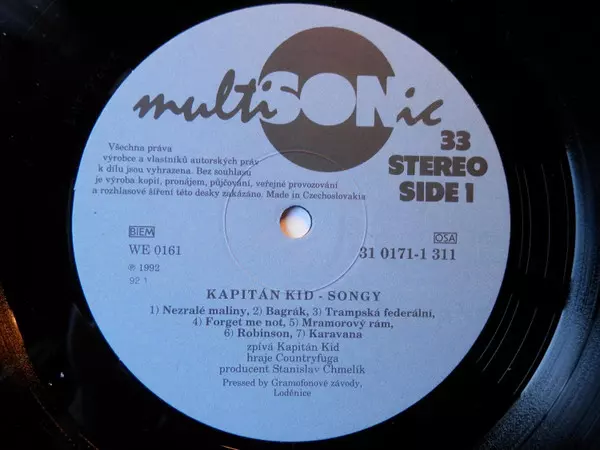 multiSONic
33
STEREO
SIDE 1
Všechna práva
výrobce a vlastníků autorských práv
k dílu jsou vyhrazena. Bez souhlasu
je výroba kopií, pronájem, půjčování, veřejné provozování
a rozhlasové šíření této desky zakázáno. Made in Czechoslovakia
BIEM
OSA
WE 0161
31 0171-1 311
℗ 1992
92 1
KAPITÁN KID - SONGY
1) Nezralé maliny, 2) Bagrák, 3) Trampská federální,
4) Forget me not, 5) Mramorový rám,
6) Robinson, 7) Karavana
zpívá Kapitán Kid
hraje Countryfuga
producent Stanislav Chmelík
Pressed by Gramofonové závody,
Loděnice